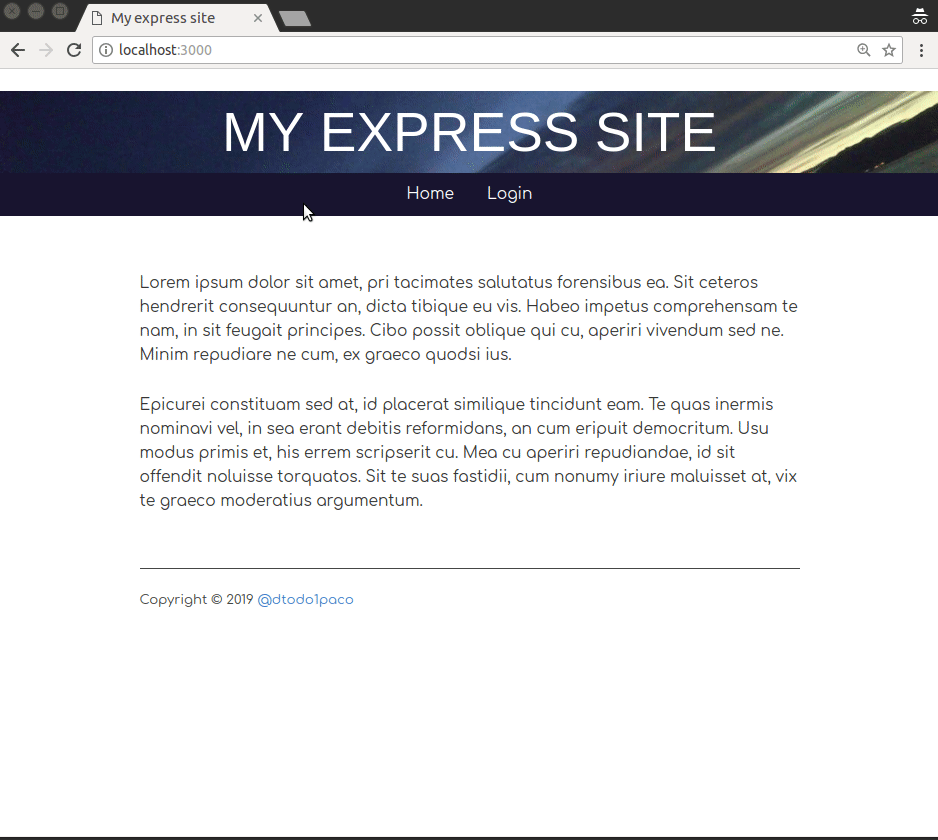 My express site
localhost:3000
MY EXPRESS SITE
Home Login
Lorem ipsum dolor sit amet, pri tacimates salutatus forensibus ea. Sit ceteros
hendrerit consequuntur an, dicta tibique eu vis. Habeo impetus comprehensam te
nam, in sit feugait principes. Cibo possit oblique qui cu, aperiri vivendum sed ne.
Minim repudiare ne cum, ex graeco quodsi ius.
Epicurei constituam sed at, id placerat similique tincidunt eam. Te quas inermis
nominavi vel, in sea erant debitis reformidans, an cum eripuit democritum. Usu
modus primis et, his errem scripserit cu. Mea cu aperiri repudiandae, id sit
offendit noluisse torquatos. Sit te suas fastidii, cum nonumy iriure maluisset at, vix
te graeco moderatius argumentum.
Copyright © 2019 @dtodo1paco